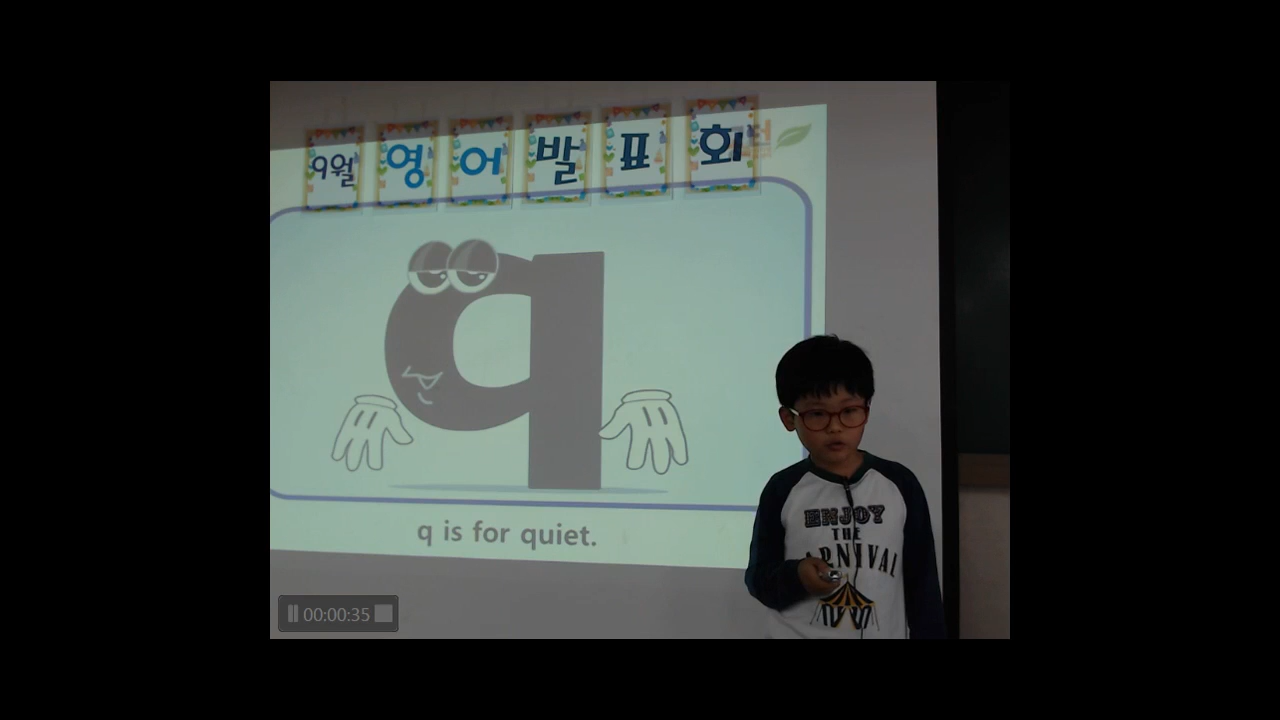 9월 영어 발표회
q
q is for quiet.
ENJOY
THE
ARNIVAL
00:00:35